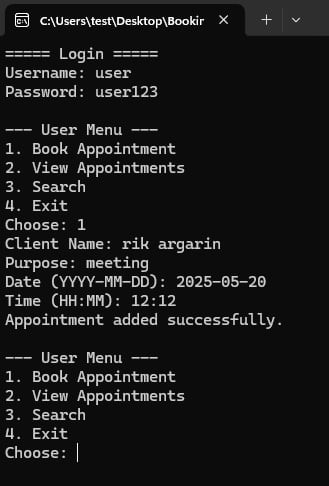 C:\Users\test\Desktop\Bookir
===== Login =====
Username: user
Password: user123
--- User Menu ---
1. Book Appointment
2. View Appointments
3. Search
4. Exit
Choose: 1
Client Name: rik argarin
Purpose: meeting
Date (YYYY-MM-DD): 2025-05-20
Time (HH:MM): 12:12
Appointment added successfully.
--- User Menu ---
1. Book Appointment
2. View Appointments
3. Search
4. Exit
Choose: